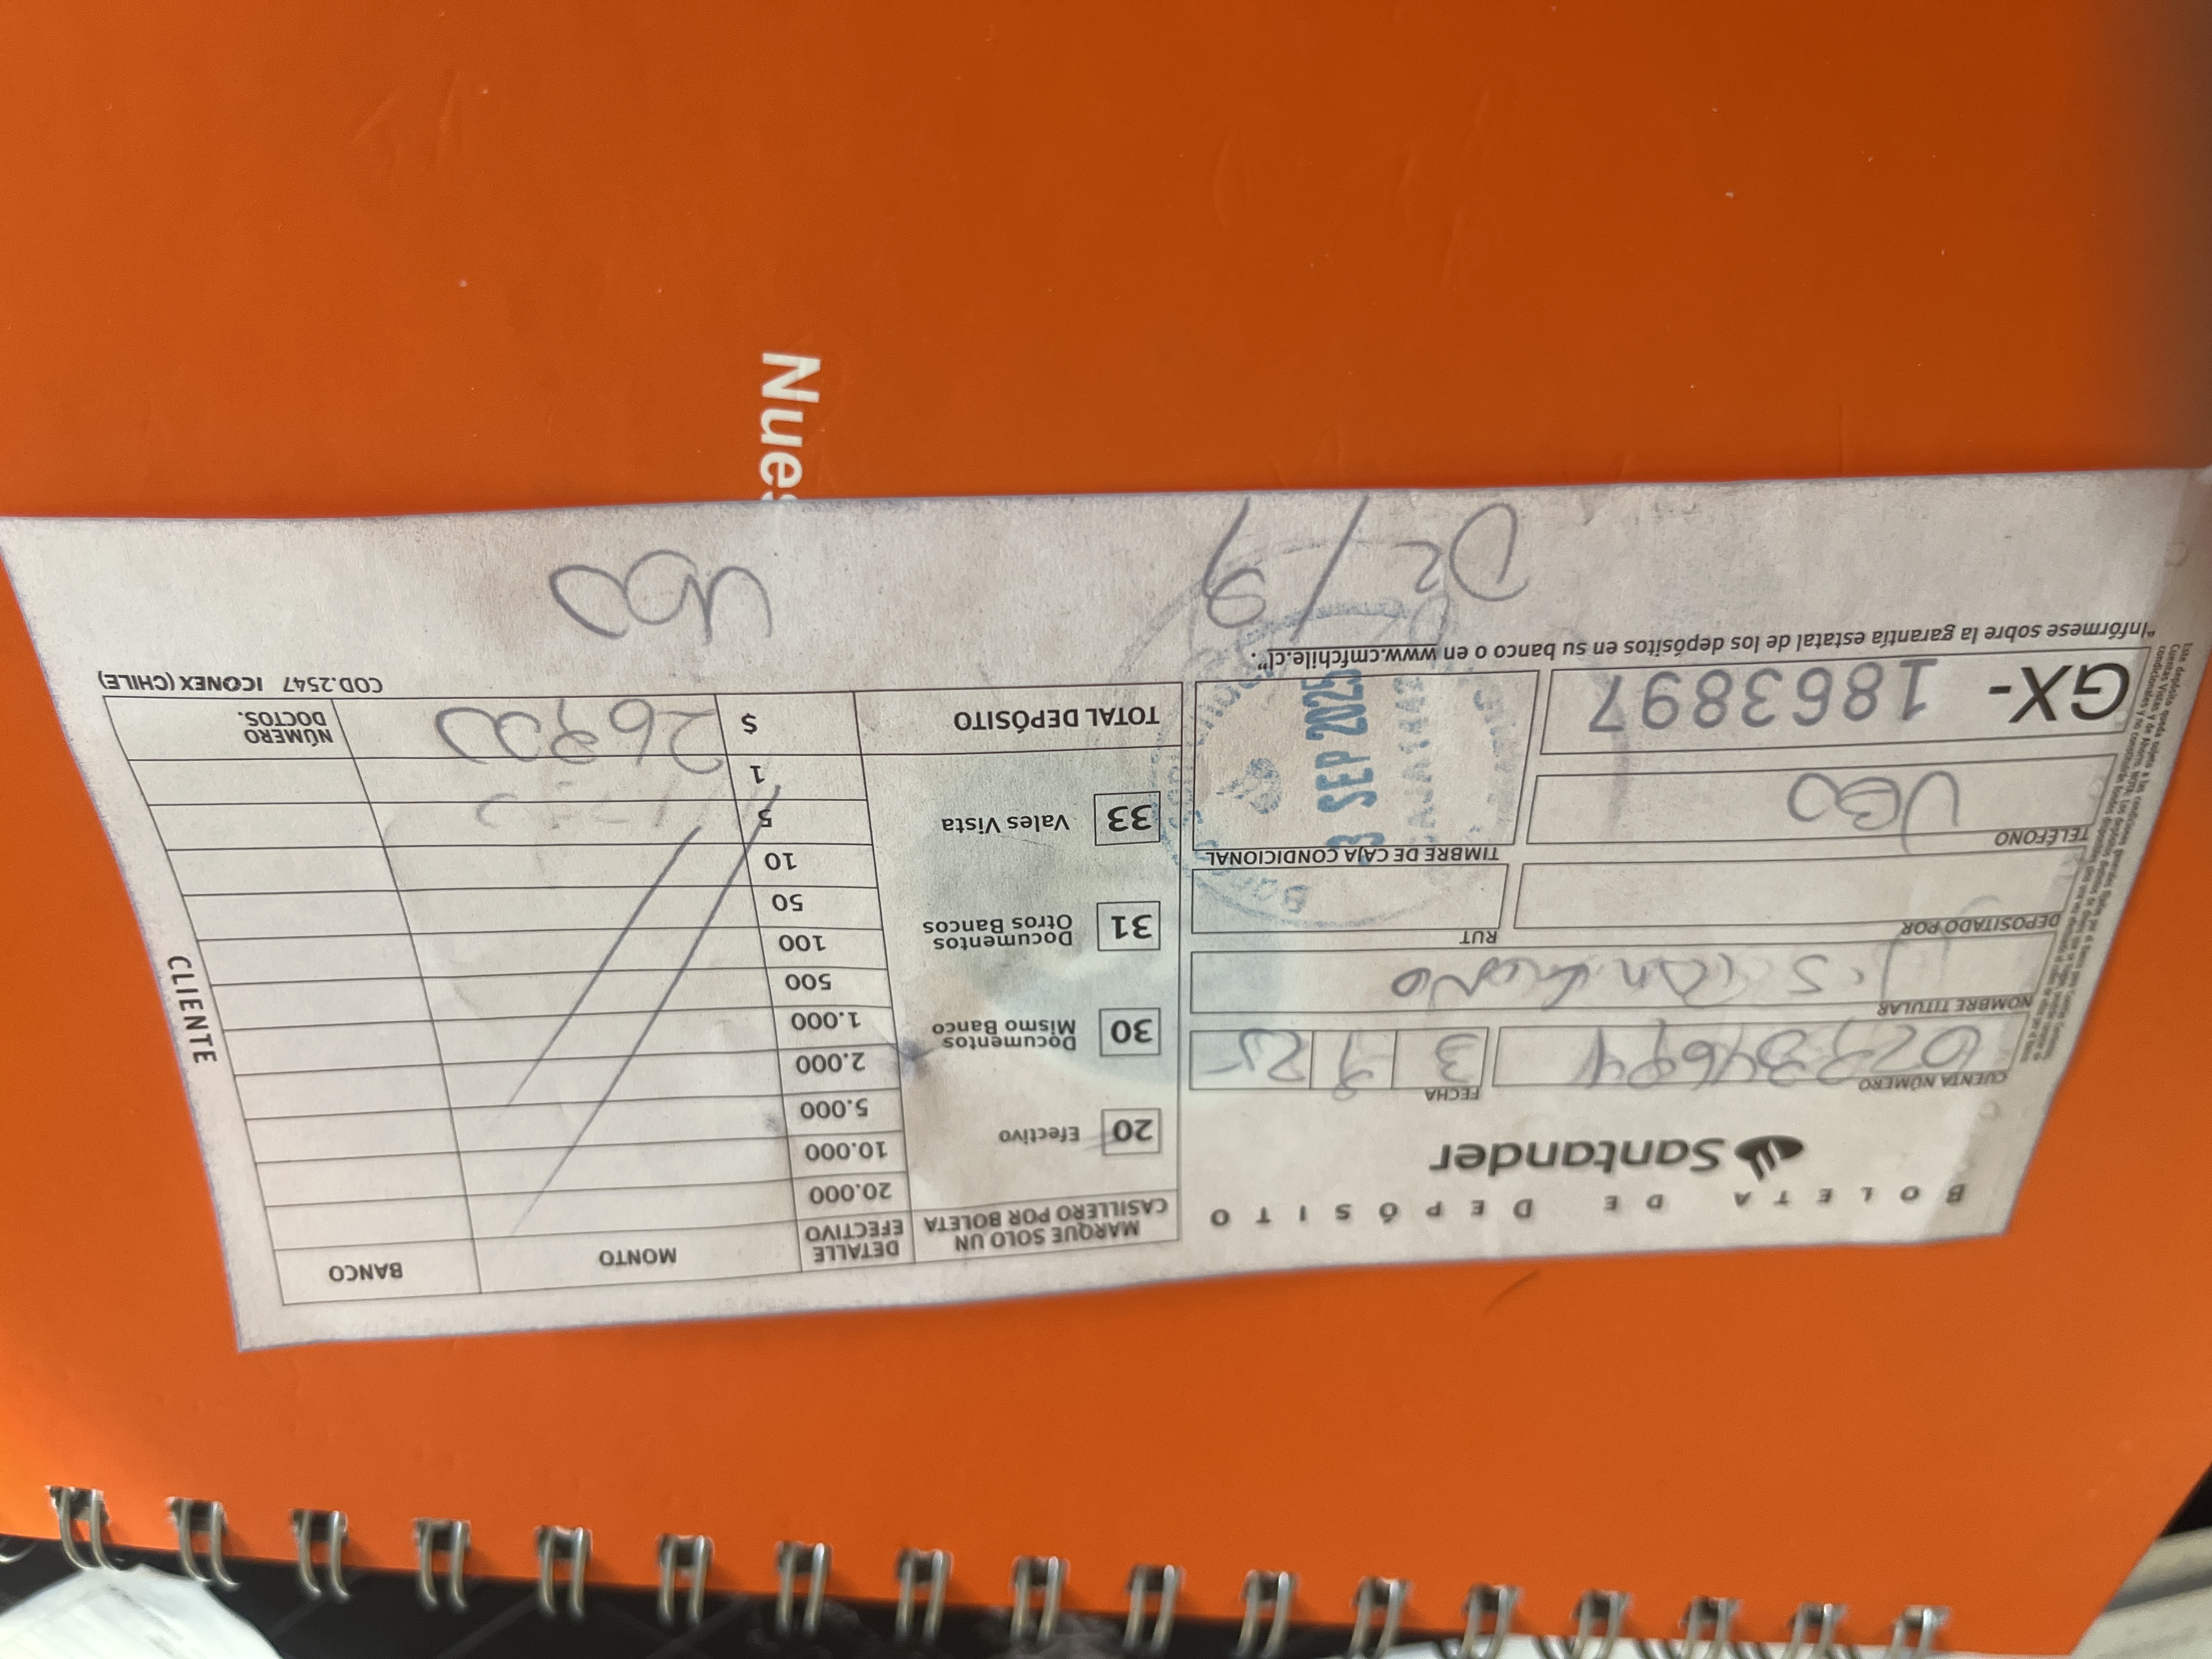 BOLETA DE DEPÓSITO
Santander
CUENTA NÚMERO
FECHA 3 9 25
NOMBRE TITULAR
DEPOSITADO POR
RUT
TELÉFONO
UGO
TIMBRE DE CAJA CONDICIONAL
3 SEP 2025
GX- 1863897
"Infórmese sobre la garantía estatal de los depósitos en su banco o en www.cmfchile.cl".
MARQUE SOLO UN CASILLERO POR BOLETA
20 Efectivo
30 Documentos Mismo Banco
31 Documentos Otros Bancos
33 Vales Vista
DETALLE EFECTIVO MONTO BANCO
20.000
10.000
5.000
2.000
1.000
500
100
50
10
5
1
TOTAL DEPÓSITO $ 26900 NÚMERO DOCTOS.
COD.2547 ICONEX (CHILE)
CLIENTE
02/9
UGO
Nues